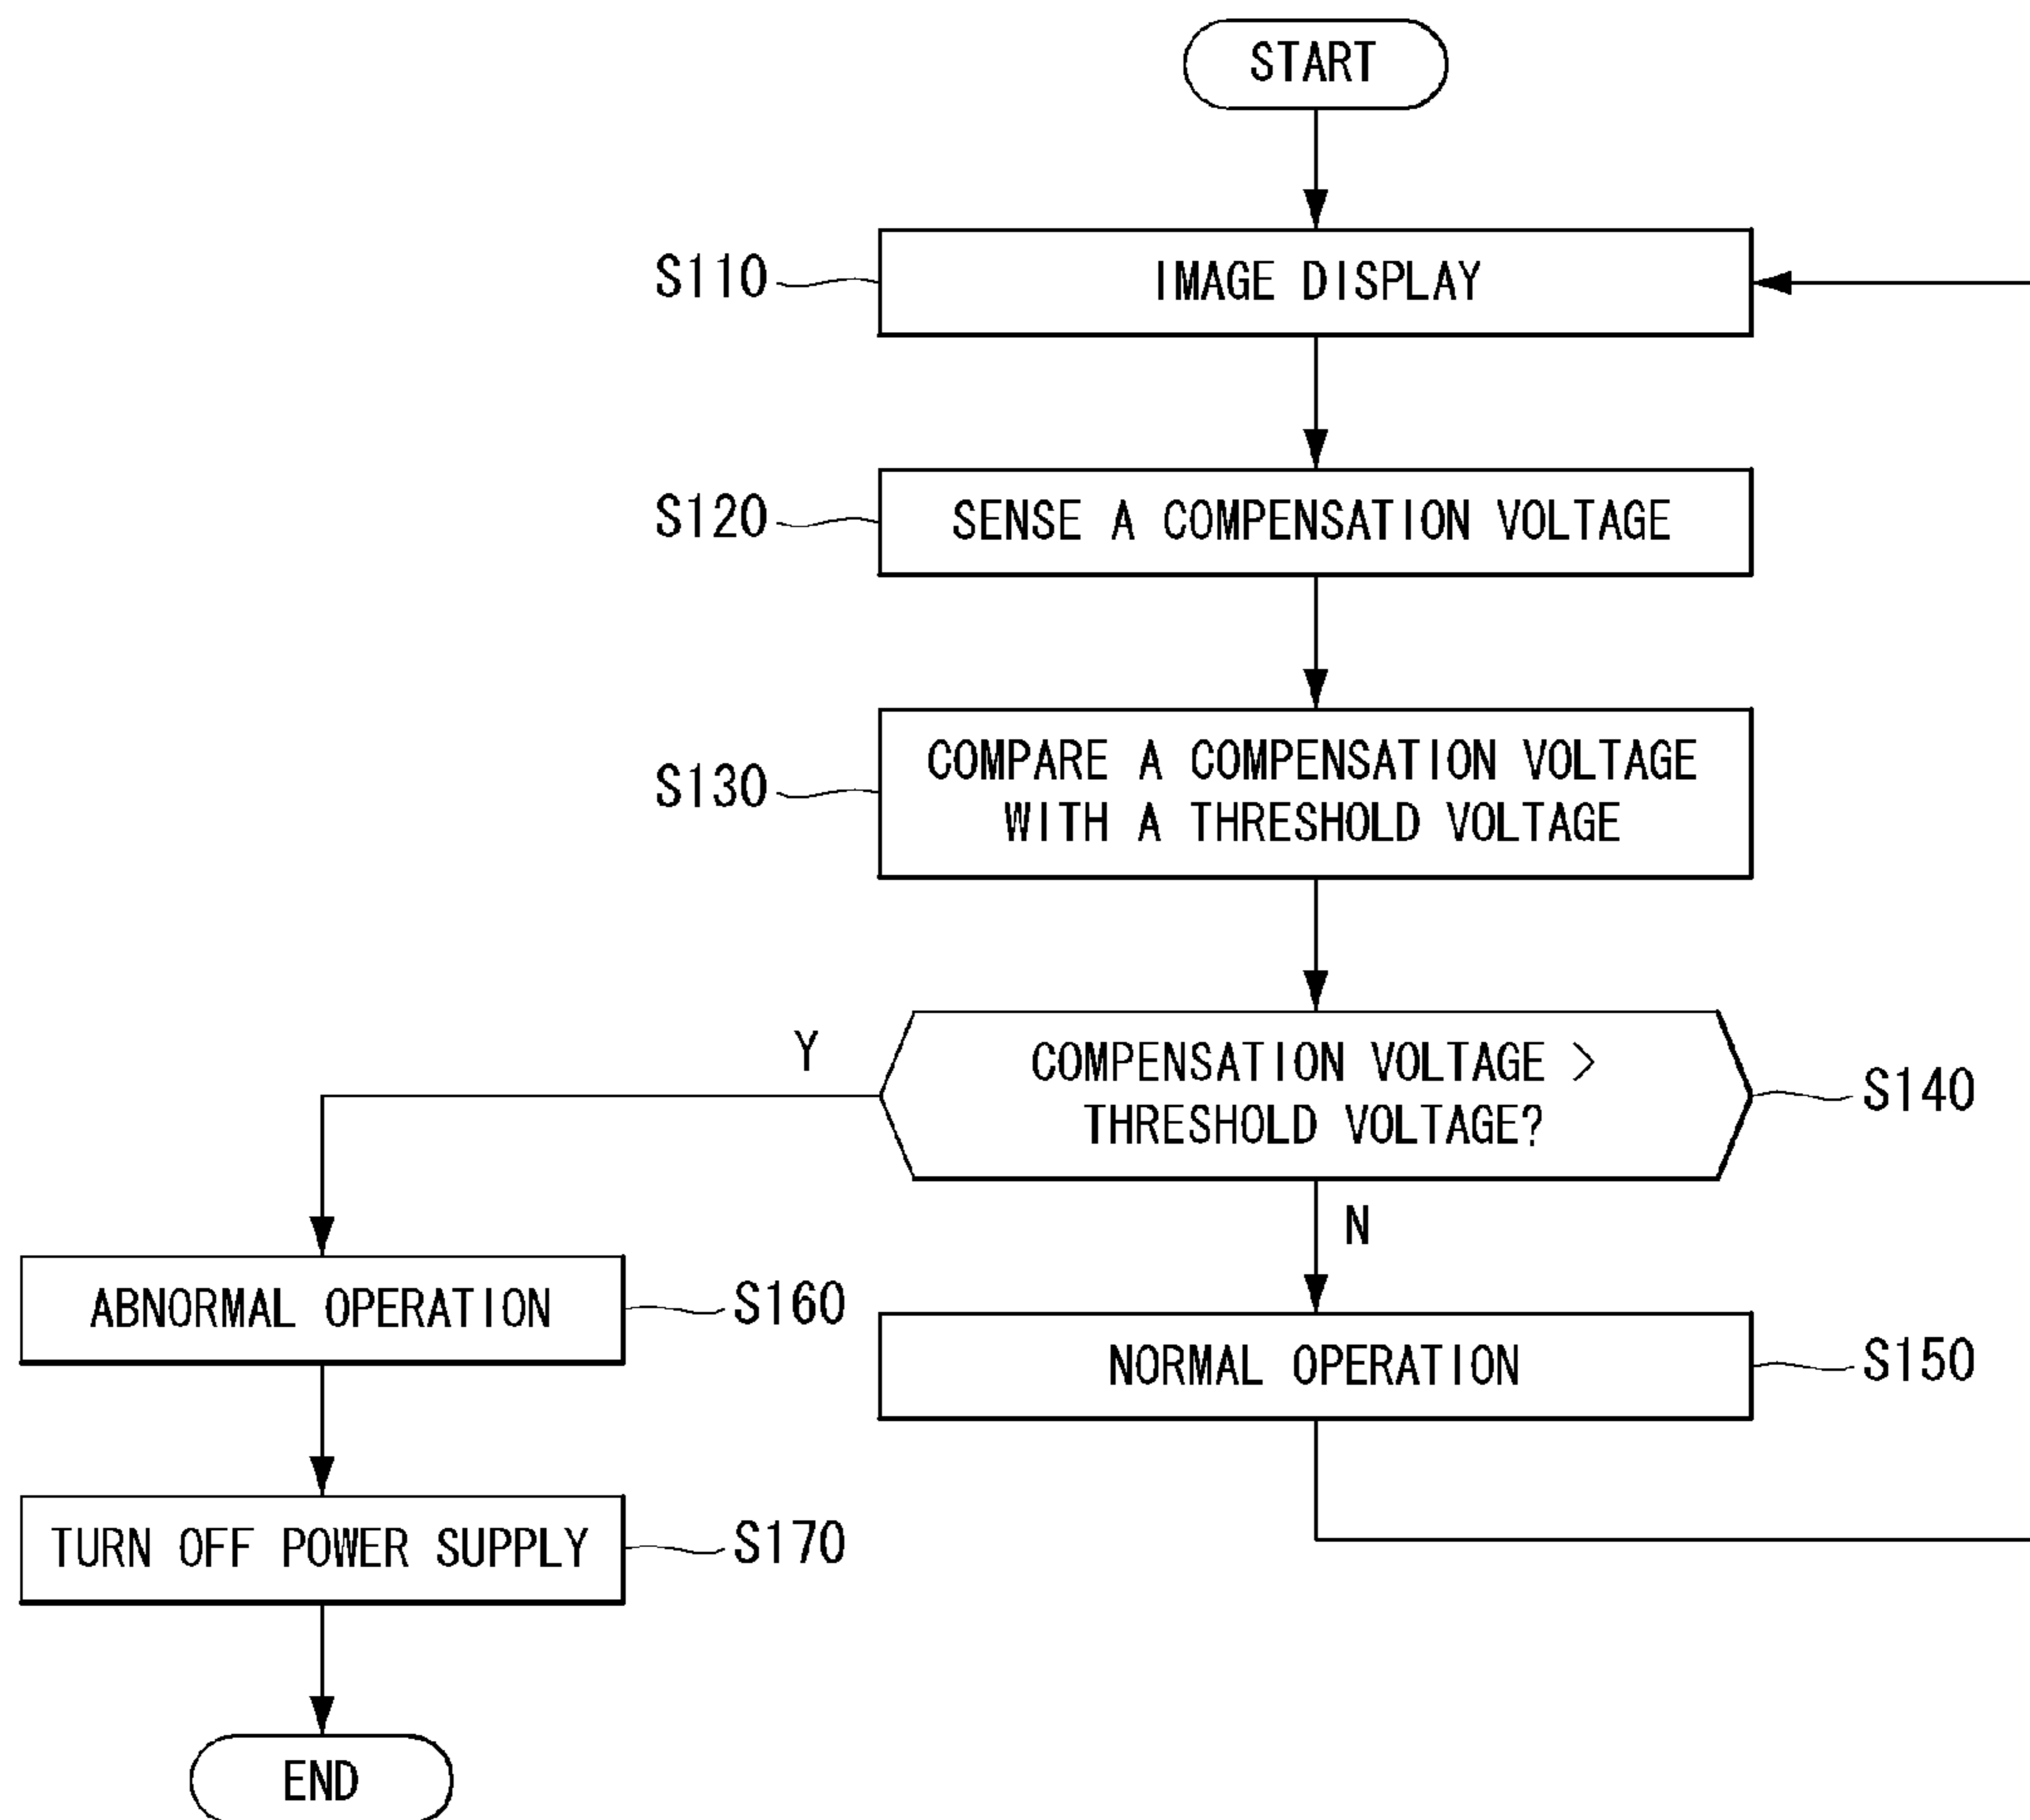 START
S110
IMAGE DISPLAY
S120
SENSE A COMPENSATION VOLTAGE
S130
COMPARE A COMPENSATION VOLTAGE
WITH A THRESHOLD VOLTAGE
Y
COMPENSATION VOLTAGE >
THRESHOLD VOLTAGE?
S140
N
ABNORMAL OPERATION
S160
NORMAL OPERATION
S150
TURN OFF POWER SUPPLY
S170
END